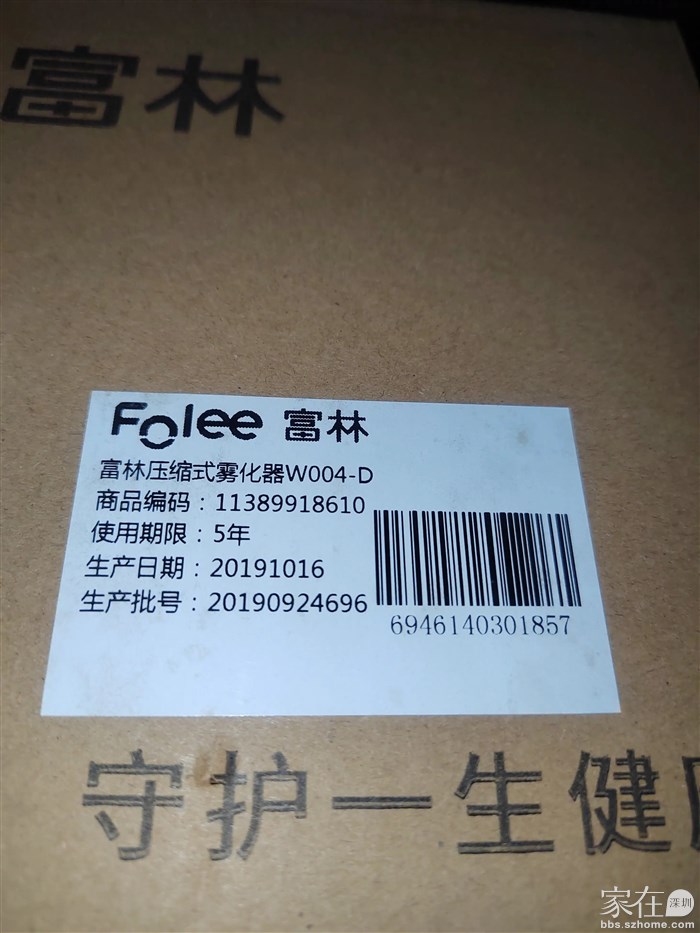 富林
Folee 富林
富林压缩式雾化器W004-D
商品编码：11389918610
使用期限：5年
生产日期：20191016
生产批号：20190924696
6946140301857
守护一生健
家在深圳
bbs.szhome.com